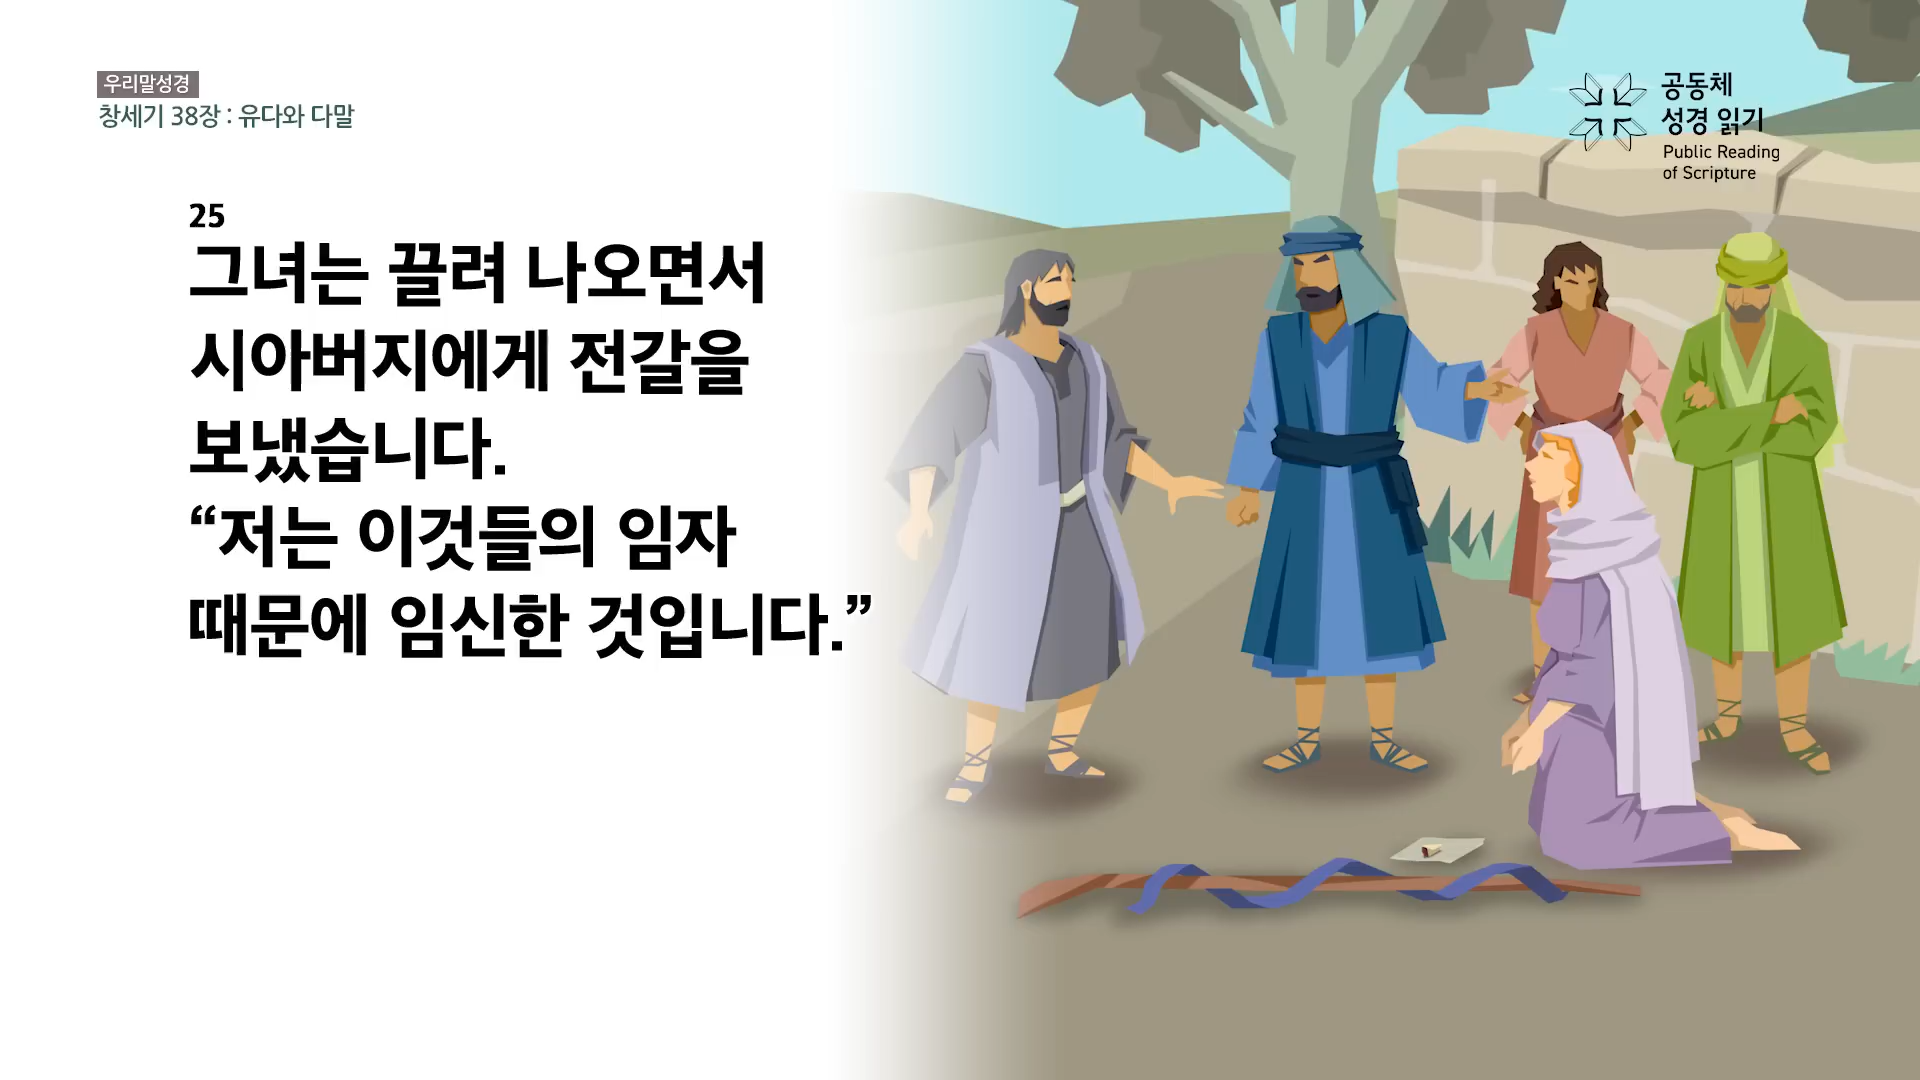 우리말성경
창세기 38장 : 유다와 다말
공동체
성경 읽기
Public Reading
of Scripture
25
그녀는 끌려 나오면서
시아버지에게 전갈을
보냈습니다.
“저는 이것들의 임자
때문에 임신한 것입니다.”